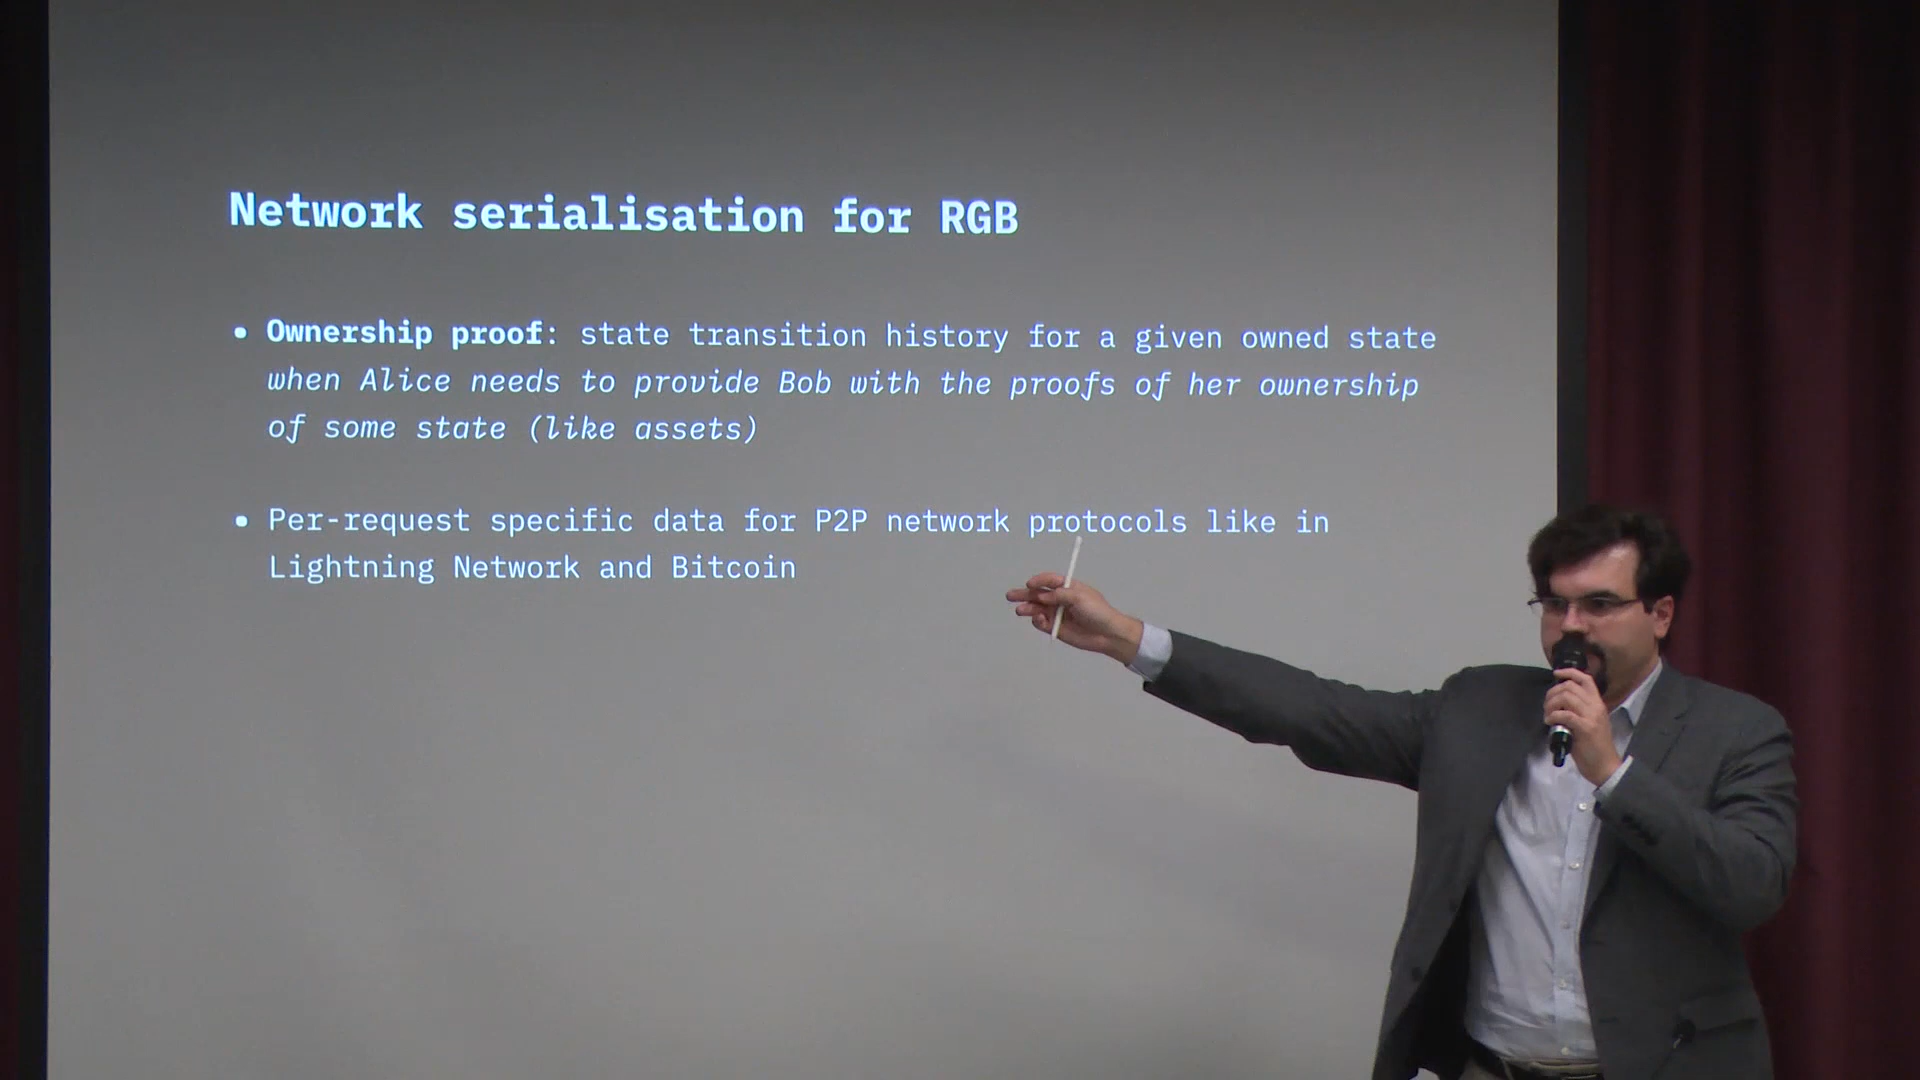 Network serialisation for RGB
• Ownership proof: state transition history for a given owned state
when Alice needs to provide Bob with the proofs of her ownership
of some state (like assets)
• Per-request specific data for P2P network protocols like in
Lightning Network and Bitcoin